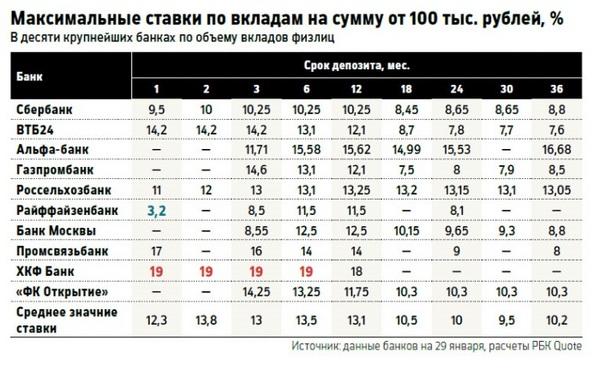 Максимальные ставки по вкладам на сумму от 100 тыс. рублей, %
В десяти крупнейших банках по объему вкладов физлиц
Банк Срок депозита, мес.
1 2 3 6 12 18 24 30 36
Сбербанк 9,5 10 10,25 10,25 10,25 8,45 8,65 8,65 8,8
ВТБ24 14,2 14,2 14,2 13,1 12,1 8,7 7,8 7,7 7,6
Альфа-банк — — 11,71 15,58 15,62 14,99 15,53 — 16,68
Газпромбанк — — 14,6 13,1 12,1 7,5 8 7,9 8,5
Россельхозбанк 11 12 13 13,1 13,25 13,2 13,15 13,1 13,05
Райффайзенбанк 3,2 — 8,5 11,5 11,5 — 8,1 — —
Банк Москвы — — 8,55 12,5 12,5 10,15 9,65 9,3 8,8
Промсвязьбанк 17 — 16 14 14 — 9 — 8
ХКФ Банк 19 19 19 19 18 — — — —
«ФК Открытие» — — 14,25 13,25 11,75 10,3 10,3 10,3 10,3
Среднее значние
ставки 12,3 13,8 13 13,5 13,1 10,5 10 9,5 10,2
Источник: данные банков на 29 января, расчеты РБК Quote